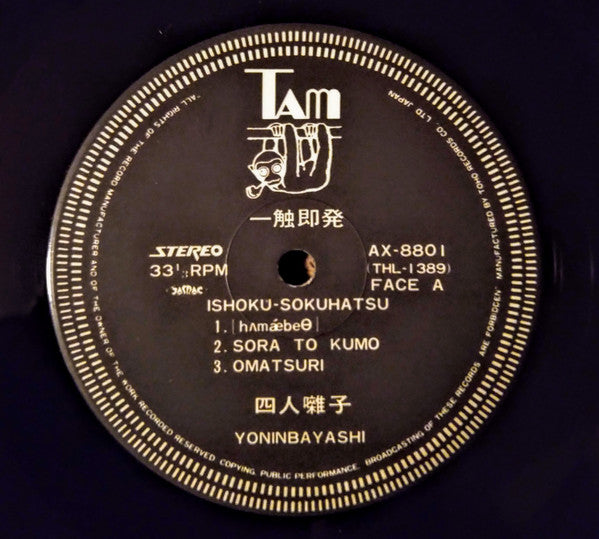 TAM
一触即発
STEREO
33⅓RPM
AX-8801
(THL-1389)
FACE A
ISHOKU-SOKUHATSU
1. [hʌmǽbeΘ]
2. SORA TO KUMO
3. OMATSURI
四人囃子
YONINBAYASHI
"ALL RIGHTS OF THE RECORD MANUFACTURER AND OF THE OWNER OF THE WORK RECORDED RESERVED. COPYING, PUBLIC PERFORMANCE, BROADCASTING OF THESE RECORDS ARE FORBIDDEN" MANUFACTURED BY TOHO RECORDS CO., LTD. JAPAN